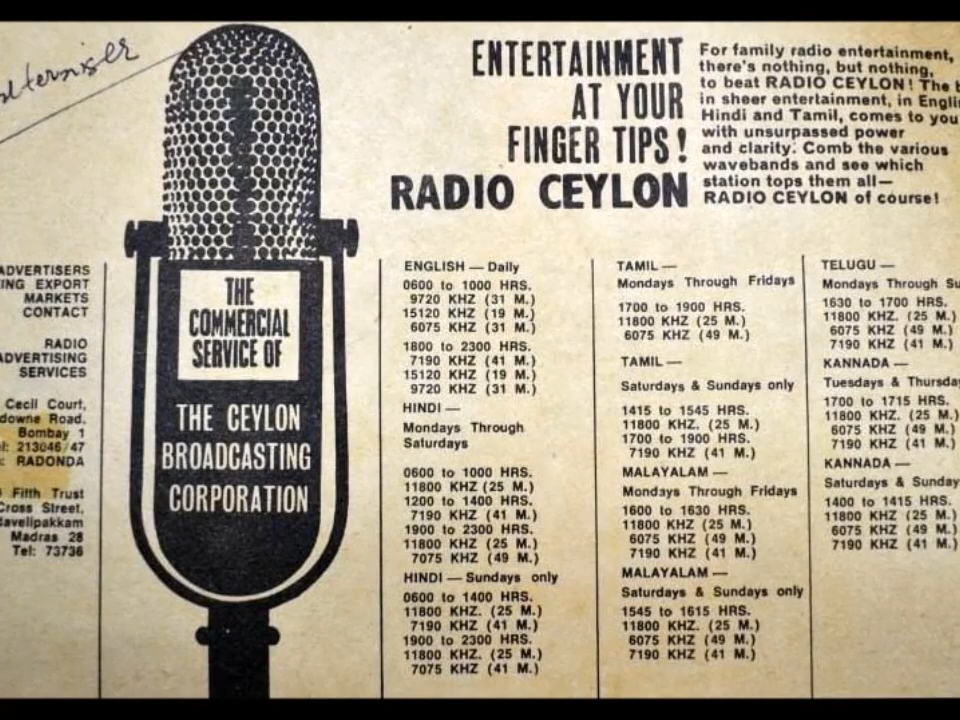 ENTERTAINMENT
AT YOUR
FINGER TIPS!
RADIO CEYLON
For family radio entertainment,
there's nothing, but nothing,
to beat RADIO CEYLON! The
in sheer entertainment, in
Hindi and Tamil, comes to you
with unsurpassed power
and clarity. Comb the various
wavebands and see which
station tops them all—
RADIO CEYLON of course!
ADVERTISERS
EXPORT
MARKETS
CONTACT
RADIO
ADVERTISING
SERVICES
Cecil Court,
Road.
Bombay 1
213046/47
RADONDA
Fifth Trust
Cross Street,
Madras 28
Tel: 73736
THE
COMMERCIAL
SERVICE OF
THE CEYLON
BROADCASTING
CORPORATION
ENGLISH — Daily
0600 to 1000 HRS.
9720 KHZ (31 M.)
15120 KHZ (19 M.)
6075 KHZ (31 M.)
1800 to 2300 HRS.
7190 KHZ (41 M.)
15120 KHZ (19 M.)
9720 KHZ (31 M.)
HINDI —
Mondays Through
Saturdays
0600 to 1000 HRS.
11800 KHZ (25 M.)
1200 to 1400 HRS.
7190 KHZ (41 M.)
1900 to 2300 HRS.
11800 KHZ (25 M.)
7075 KHZ (49 M.)
HINDI — Sundays only
0600 to 1400 HRS.
11800 KHZ. (25 M.)
7190 KHZ (41 M.)
1900 to 2300 HRS.
11800 KHZ. (25 M.)
7075 KHZ (41 M.)
TAMIL —
Mondays Through Fridays
1700 to 1900 HRS.
11800 KHZ (25 M.)
6075 KHZ (49 M.)
TAMIL —
Saturdays & Sundays only
1415 to 1545 HRS.
11800 KHZ. (25 M.)
1700 to 1900 HRS.
7190 KHZ (41 M.)
MALAYALAM —
Mondays Through Fridays
1600 to 1630 HRS.
11800 KHZ (25 M.)
6075 KHZ (49 M.)
7190 KHZ (41 M.)
MALAYALAM —
Saturdays & Sundays only
1545 to 1615 HRS.
11800 KHZ. (25 M.)
6075 KHZ (49 M.)
7190 KHZ (41 M.)
TELUGU —
Mondays Through
1630 to 1700 HRS.
11800 KHZ (25 M.
6075 KHZ (49 M.)
7190 KHZ (41 M.)
KANNADA —
Tuesdays &
1700 to 1715 HRS.
11800 KHZ (25 M.
6075 KHZ (49 M.)
7190 KHZ (41 M.)
KANNADA —
Saturdays &
1400 to 1415 HRS.
11800 KHZ (25 M.
6075 KHZ (49 M.)
7190 KHZ (41 M.)